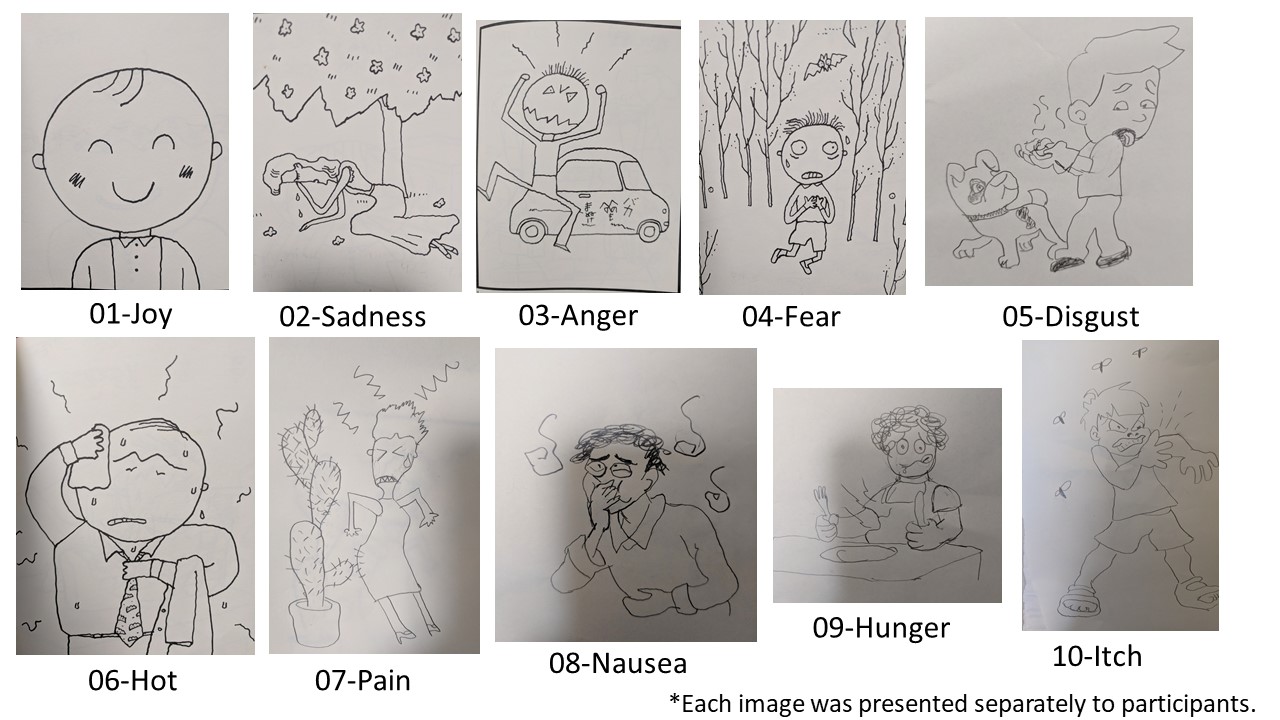 01-Joy
02-Sadness
03-Anger
04-Fear
05-Disgust
06-Hot
07-Pain
08-Nausea
09-Hunger
10-Itch
*Each image was presented separately to participants.